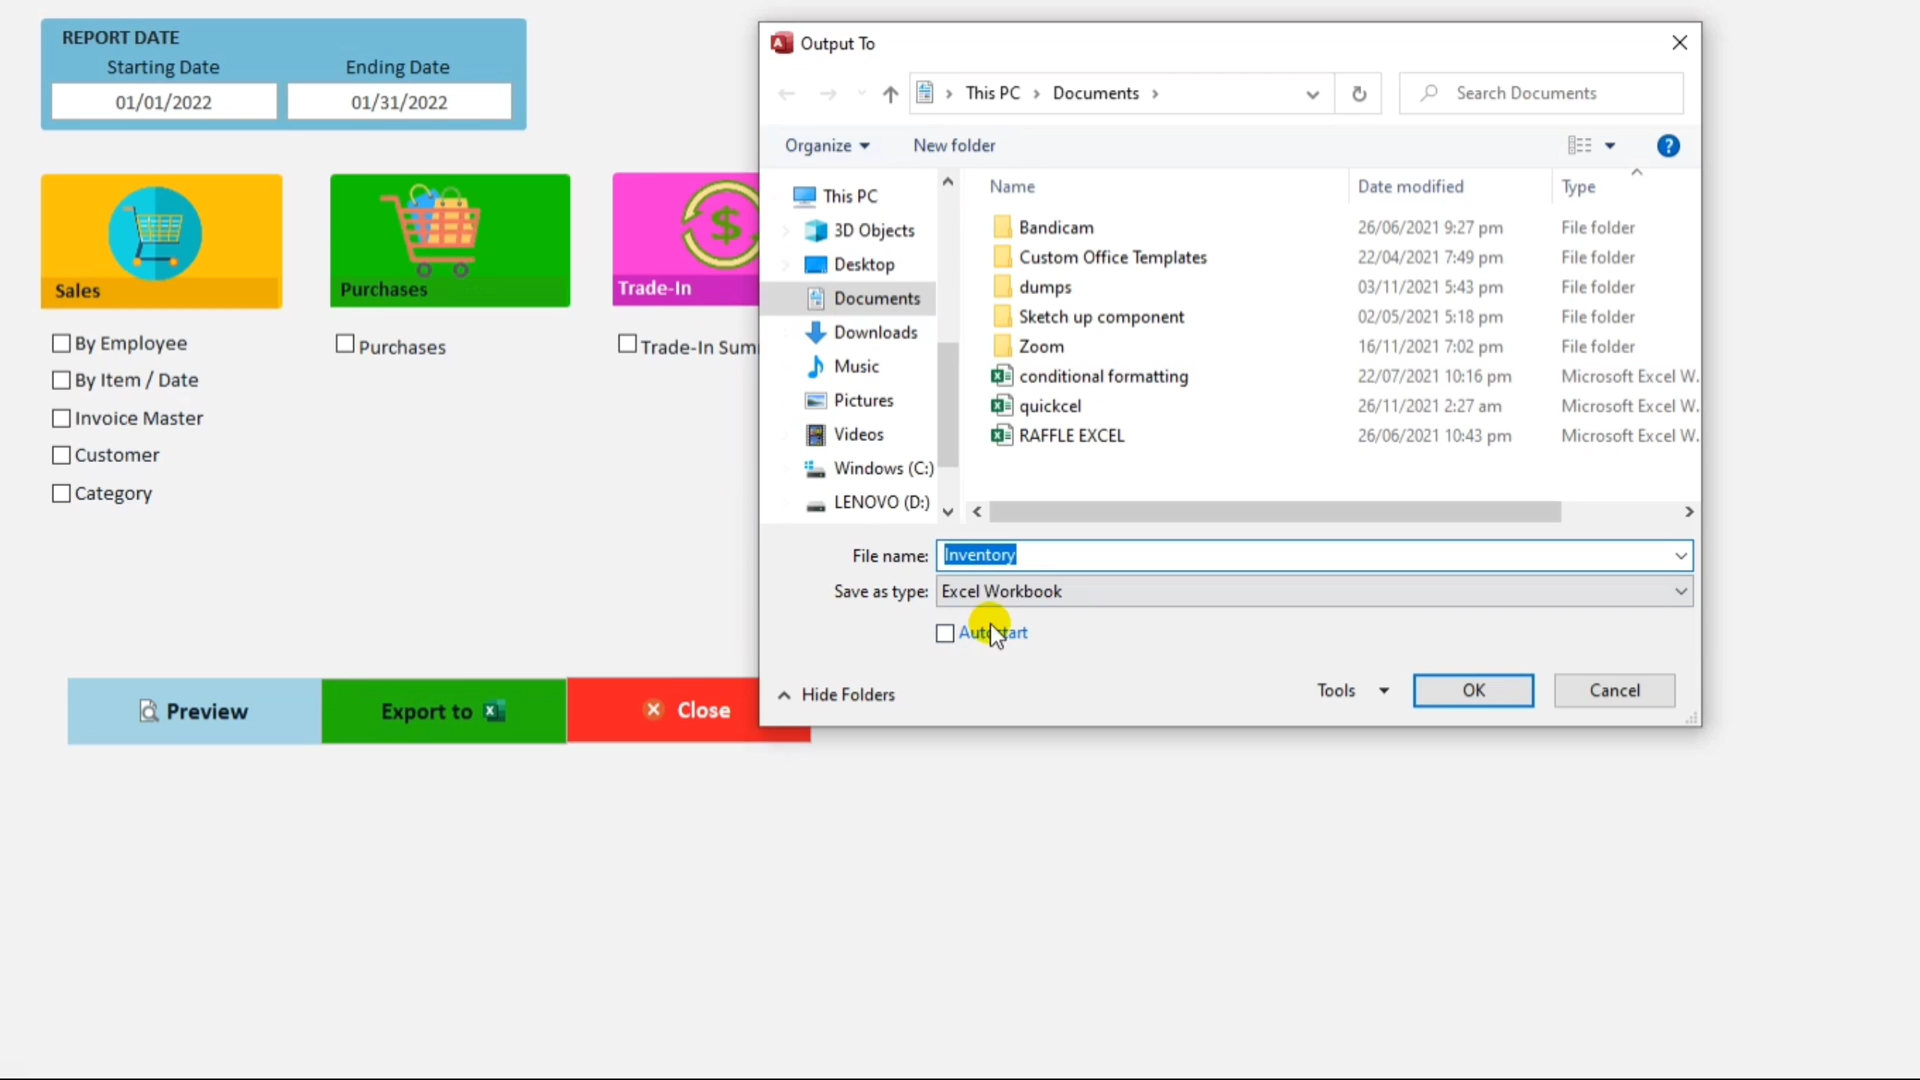 REPORT DATE
Starting Date
Ending Date
01/01/2022
01/31/2022
Sales
Purchases
Trade-In
By Employee
By Item / Date
Invoice Master
Customer
Category
Purchases
Trade-In Sum
Preview
Export to
Close
Output To
This PC
Documents
Search Documents
Organize
New folder
This PC
3D Objects
Desktop
Documents
Downloads
Music
Pictures
Videos
Windows (C:)
LENOVO (D:)
Name Date modified Type
Bandicam 26/06/2021 9:27 pm File folder
Custom Office Templates 22/04/2021 7:49 pm File folder
dumps 03/11/2021 5:43 pm File folder
Sketch up component 02/05/2021 5:18 pm File folder
Zoom 16/11/2021 7:02 pm File folder
conditional formatting 22/07/2021 10:16 pm Microsoft Excel W.
quickcel 26/11/2021 2:27 am Microsoft Excel W.
RAFFLE EXCEL 26/06/2021 10:43 pm Microsoft Excel W.
File name: Inventory
Save as type: Excel Workbook
Autostart
Hide Folders
Tools
OK
Cancel